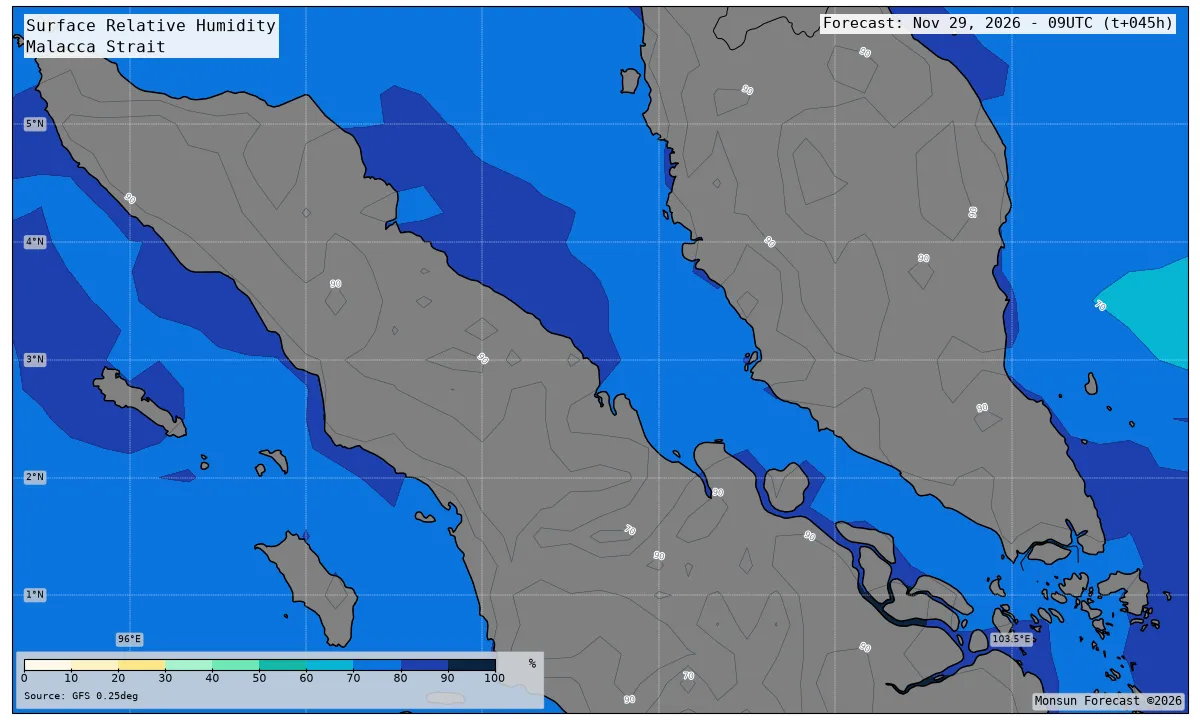 Surface Relative Humidity
Malacca Strait
Forecast: Nov 29, 2026 - 09UTC (t+045h)
90
90
5°N
90
90
90
4°N
90
90
70
3°N
90
90
2°N
90
70
90
90
1°N
96°E
103.5°E
90
70
90
%
0 10 20 30 40 50 60 70 80 90 100
Source: GFS 0.25deg
Monsun Forecast ©2026